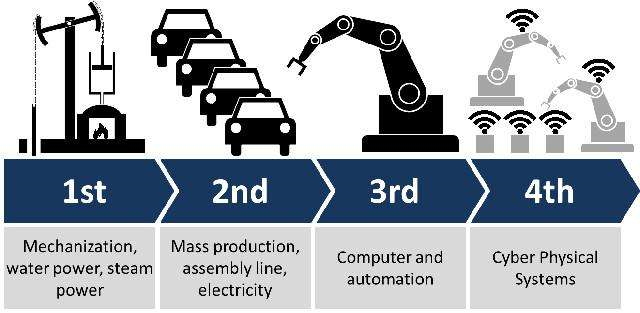 1st
2nd
3rd
4th
Mechanization,
water power, steam
power
Mass production,
assembly line,
electricity
Computer and
automation
Cyber Physical
Systems